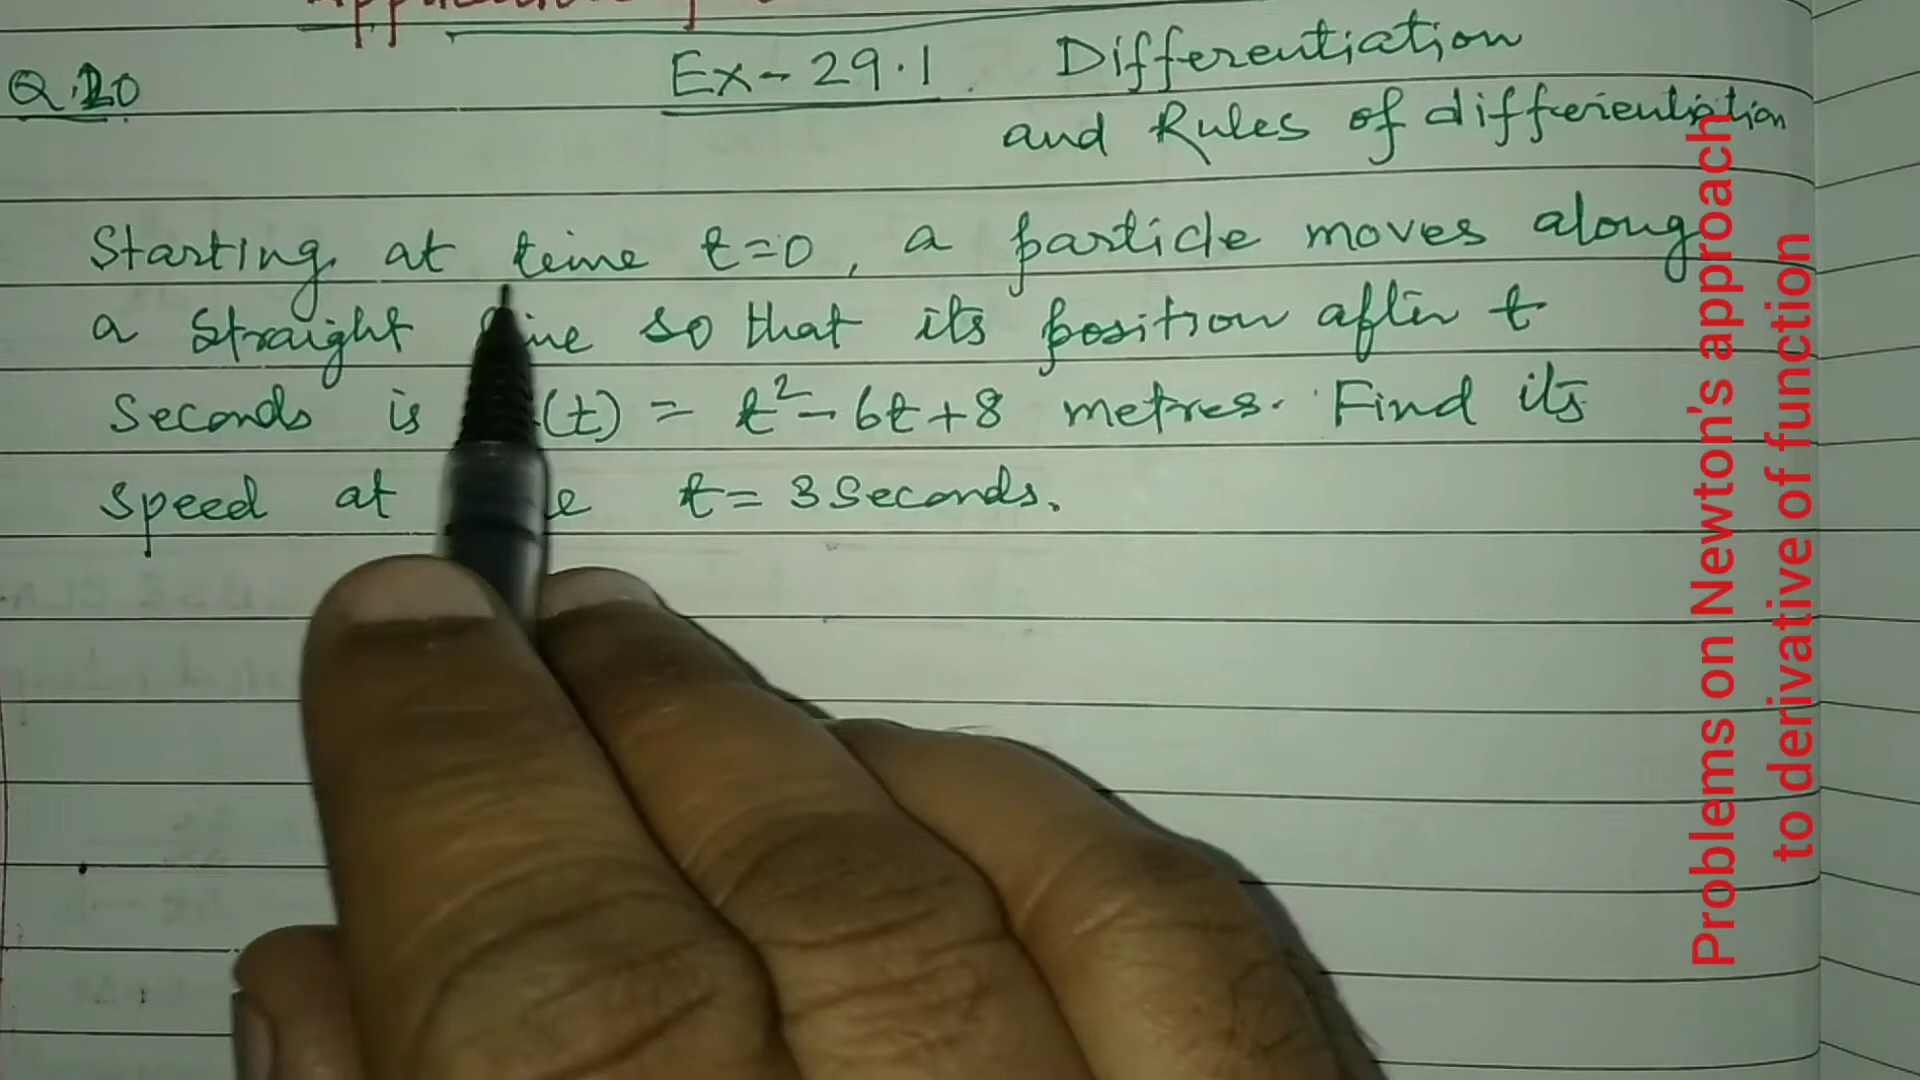 Ex - 29.1 Differentiation
Q.20
and Rules of differentiation
Starting at time t=0, a particle moves along
a straight line so that its position after t
Seconds is (t) = t²- 6t+8 metres. Find its
speed at t= 3 Seconds.
Problems on Newton's approach
to derivative of function